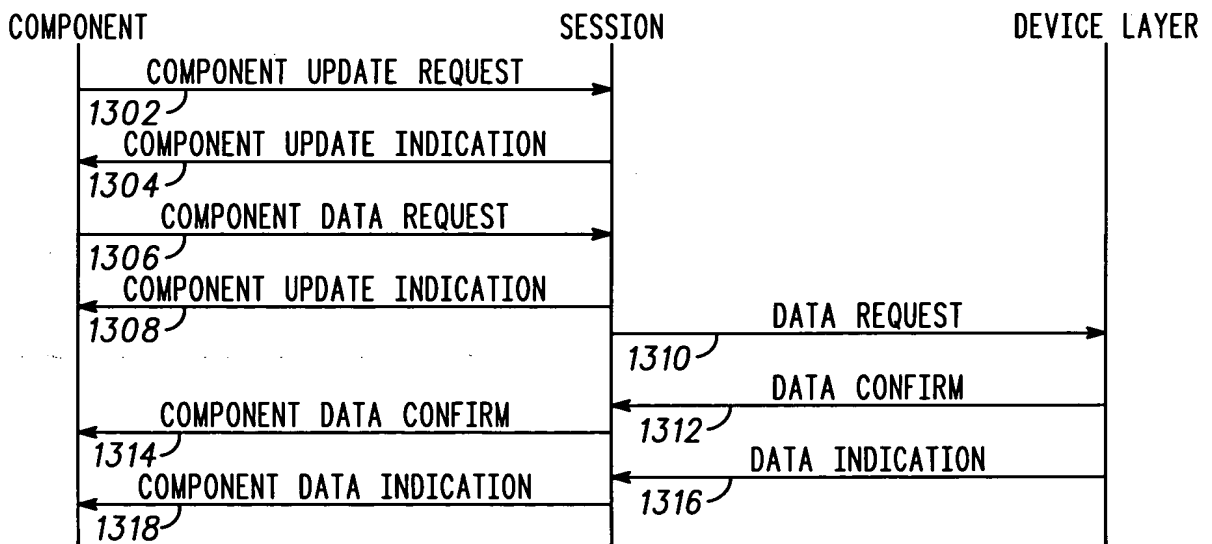 COMPONENT SESSION DEVICE LAYER
COMPONENT UPDATE REQUEST
1302
COMPONENT UPDATE INDICATION
1304
COMPONENT DATA REQUEST
1306
COMPONENT UPDATE INDICATION
1308
DATA REQUEST
1310
DATA CONFIRM
1312
COMPONENT DATA CONFIRM
1314
DATA INDICATION
1316
COMPONENT DATA INDICATION
1318